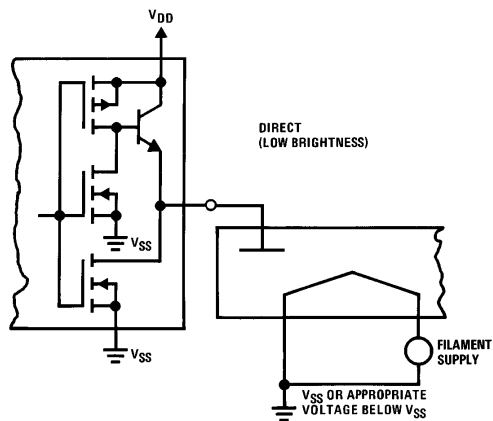 VDD
DIRECT
(LOW BRIGHTNESS)
VSS
VSS
FILAMENT
SUPPLY
VSS OR APPROPRIATE
VOLTAGE BELOW VSS